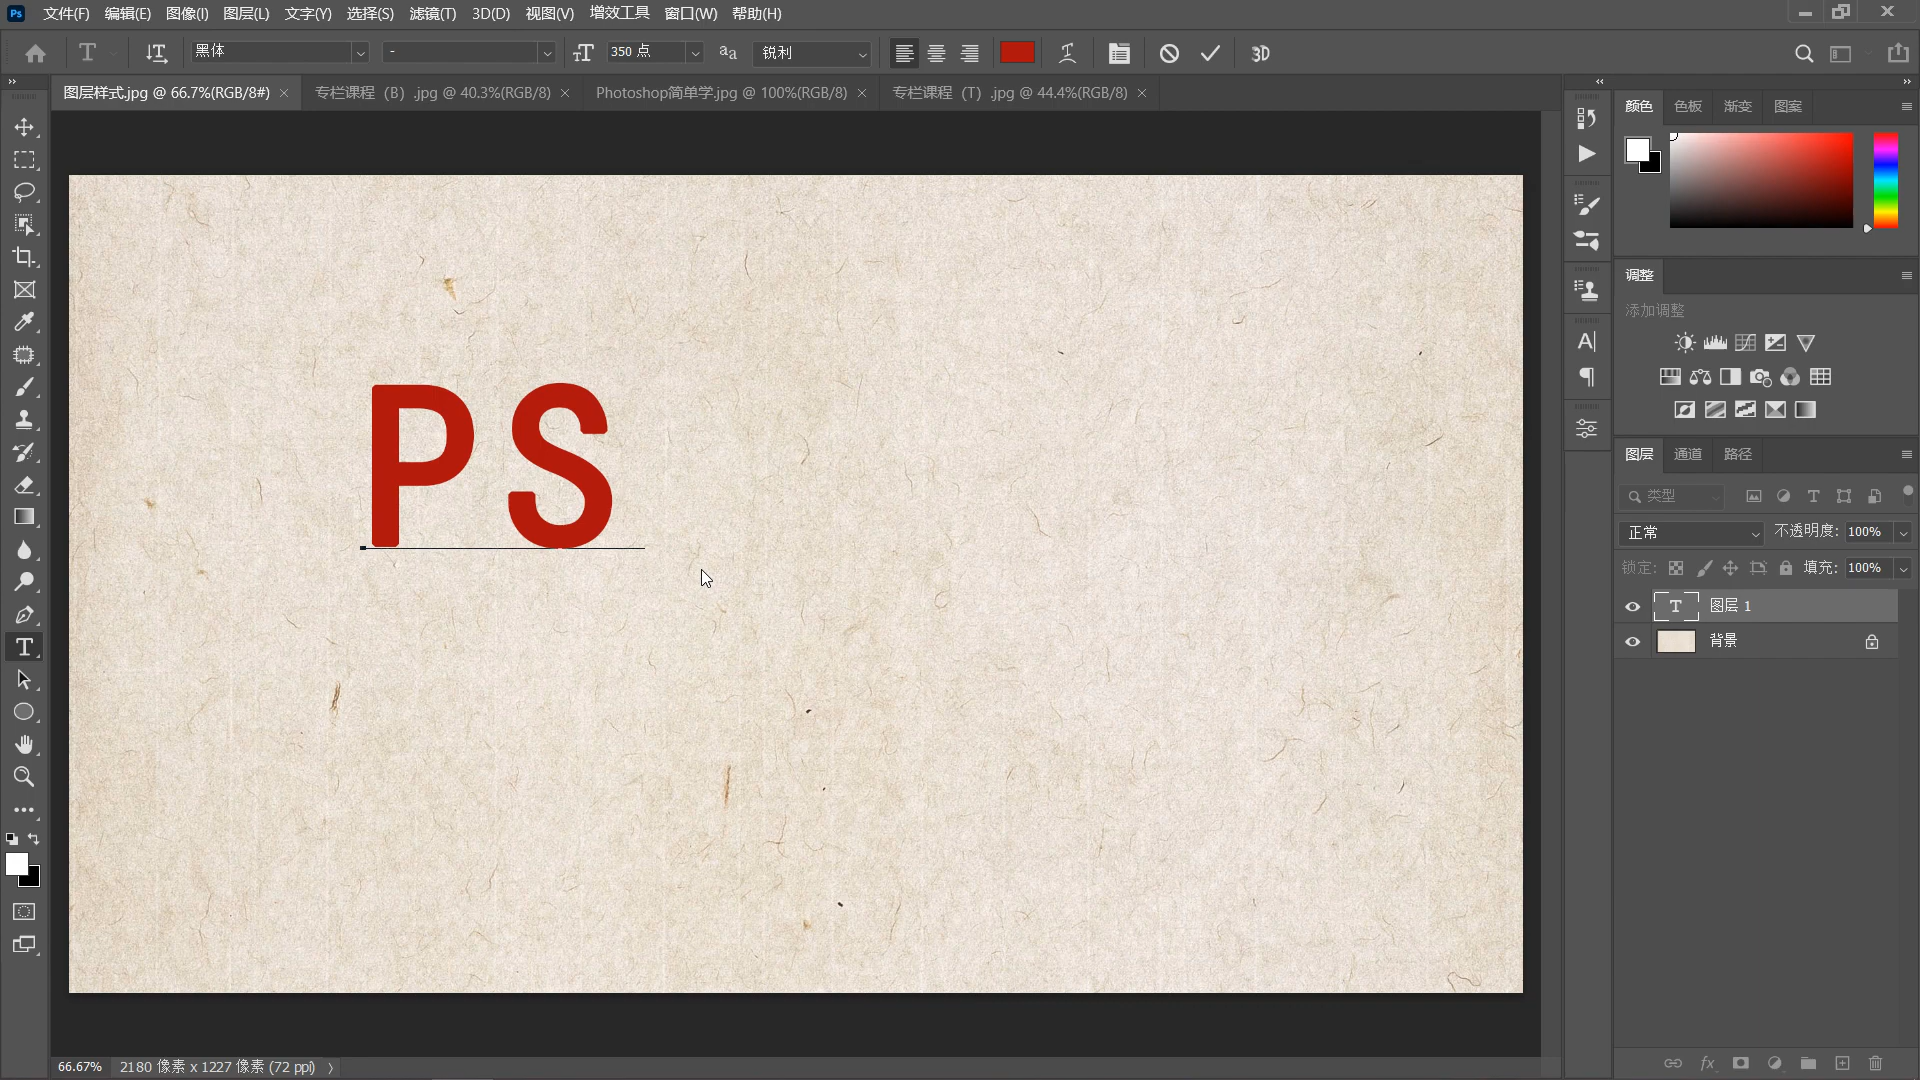 Ps 文件(F) 编辑(E) 图像(I) 图层(L) 文字(Y) 选择(S) 滤镜(T) 3D(D) 视图(V) 增效工具 窗口(W) 帮助(H)
T 黑体 - 350 点 aa 锐利 3D
图层样式.jpg @ 66.7%(RGB/8#) × 专栏课程（B）.jpg @ 40.3%(RGB/8) × Photoshop简单学.jpg @ 100%(RGB/8) × 专栏课程（T）.jpg @ 44.4%(RGB/8) ×
颜色 色板 渐变 图案
调整
添加调整
PS
图层 通道 路径
类型
正常 不透明度: 100%
锁定: 填充: 100%
T 图层 1
背景
fx
66.67% 2180 像素 x 1227 像素 (72 ppi)